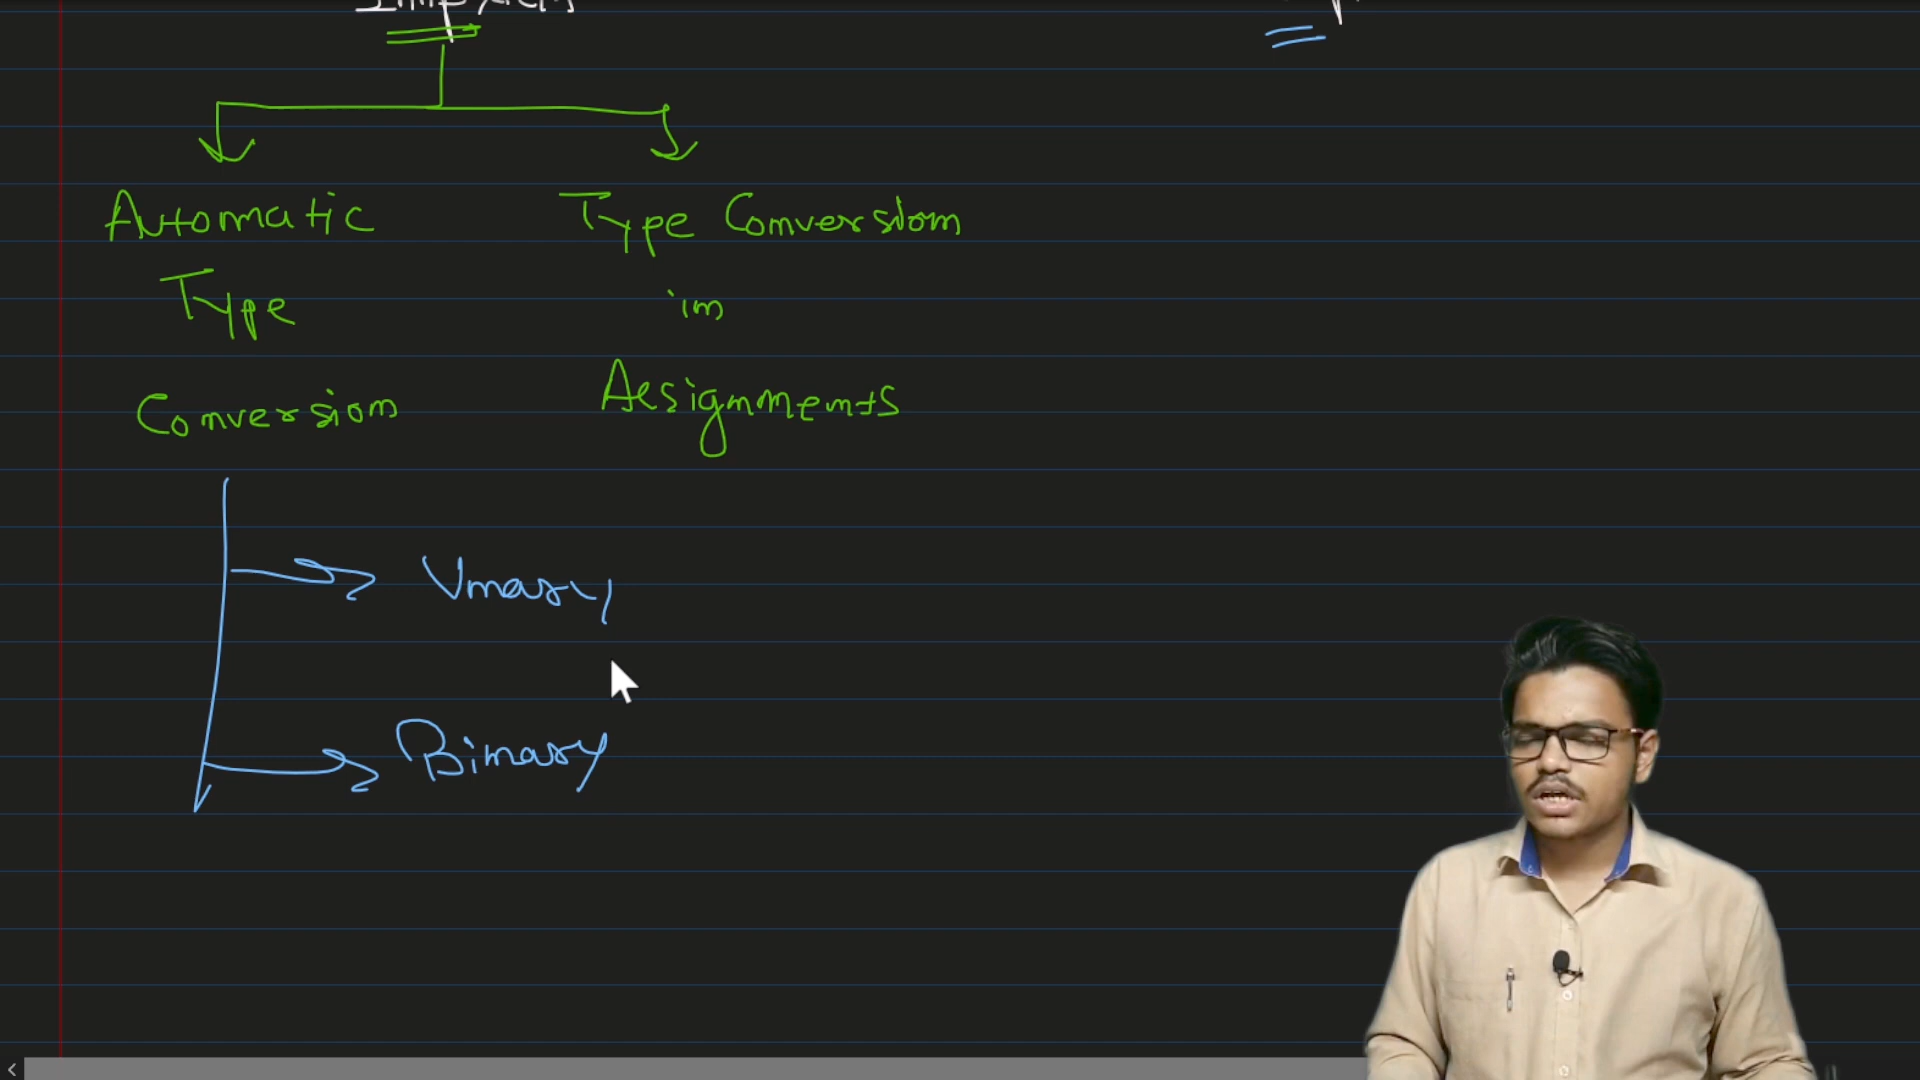 Automatic Type Conversion
Type in
Conversion Assignments
Unary
Binary